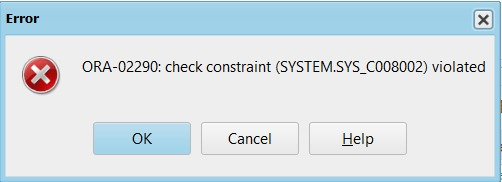 Error
ORA-02290: check constraint (SYSTEM.SYS_C008002) violated
OK
Cancel
Help